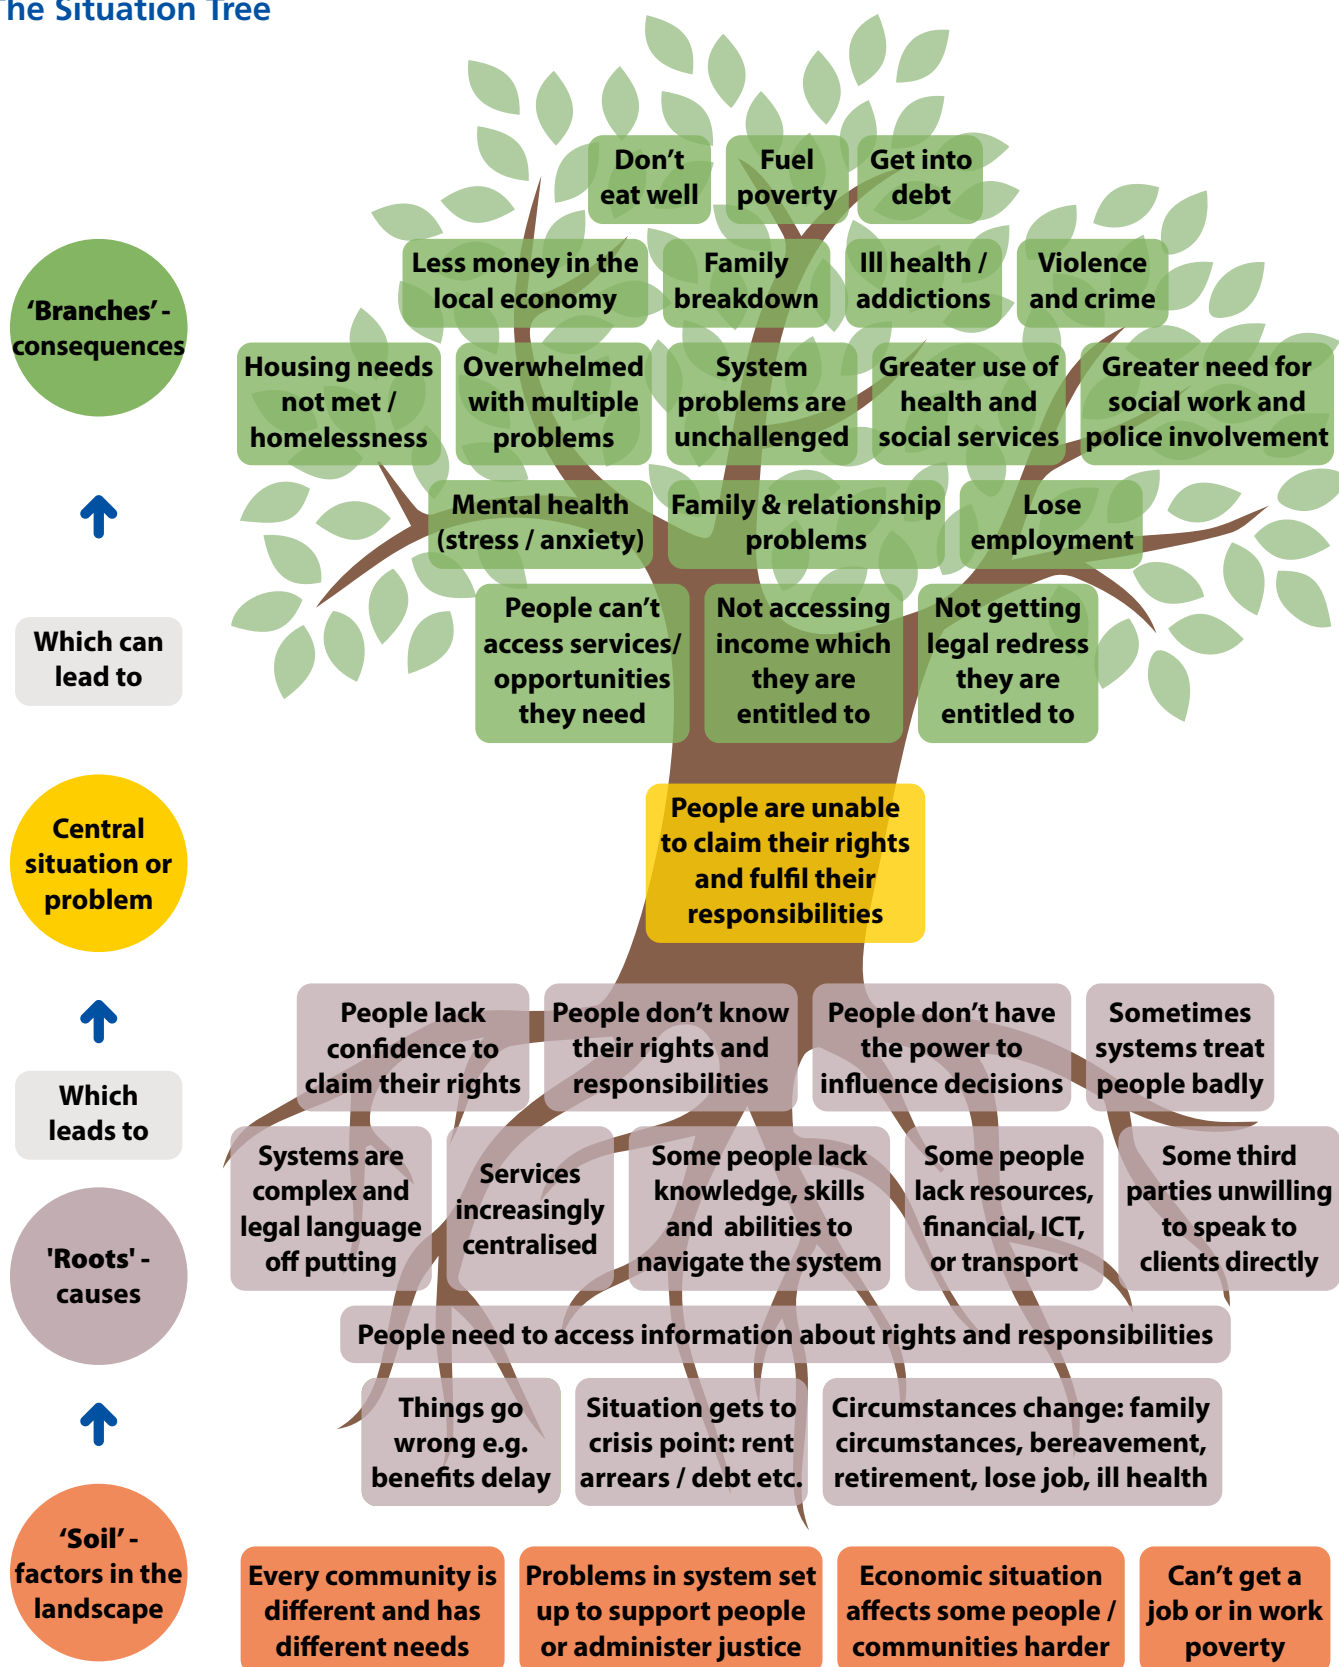 The Situation Tree
Don't
eat well
Fuel
poverty
Get into
debt
Less money in the
local economy
Family
breakdown
Ill health /
addictions
Violence
and crime
'Branches' -
consequences
Housing needs
not met /
homelessness
Overwhelmed
with multiple
problems
System
problems are
unchallenged
Greater use of
health and
social services
Greater need for
social work and
police involvement
Mental health
(stress / anxiety)
Family & relationship
problems
Lose
employment
Which can
lead to
People can't
access services/
opportunities
they need
Not accessing
income which
they are
entitled to
Not getting
legal redress
they are
entitled to
Central
situation or
problem
People are unable
to claim their rights
and fulfil their
responsibilities
People lack
confidence to
claim their rights
People don't know
their rights and
responsibilities
People don't have
the power to
influence decisions
Sometimes
systems treat
people badly
Which
leads to
Systems are
complex and
legal language
off putting
Services
increasingly
centralised
Some people lack
knowledge, skills
and abilities to
navigate the system
Some people
lack resources,
financial, ICT,
or transport
Some third
parties unwilling
to speak to
clients directly
'Roots' -
causes
People need to access information about rights and responsibilities
Things go
wrong e.g.
benefits delay
Situation gets to
crisis point: rent
arrears / debt etc.
Circumstances change: family
circumstances, bereavement,
retirement, lose job, ill health
'Soil' -
factors in the
landscape
Every community is
different and has
different needs
Problems in system set
up to support people
or administer justice
Economic situation
affects some people /
communities harder
Can't get a
job or in work
poverty